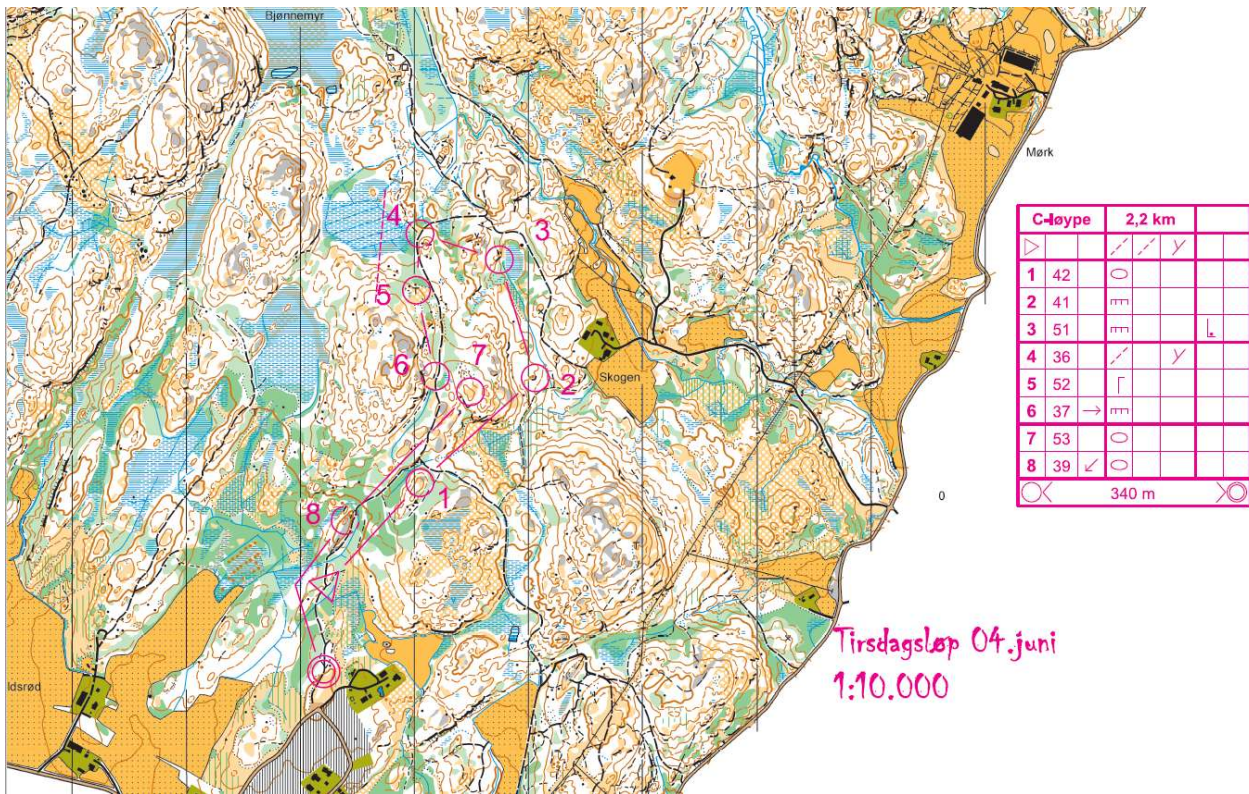 Bjønnemyr
Mørk
4
3
5
6
7
2
Skogen
1
8
0
ldsrød
C-løype 2,2 km
1 42
2 41
3 51
4 36
5 52
6 37 →
7 53
8 39 ↙
340 m
Tirsdagsløp 04.juni
1:10.000